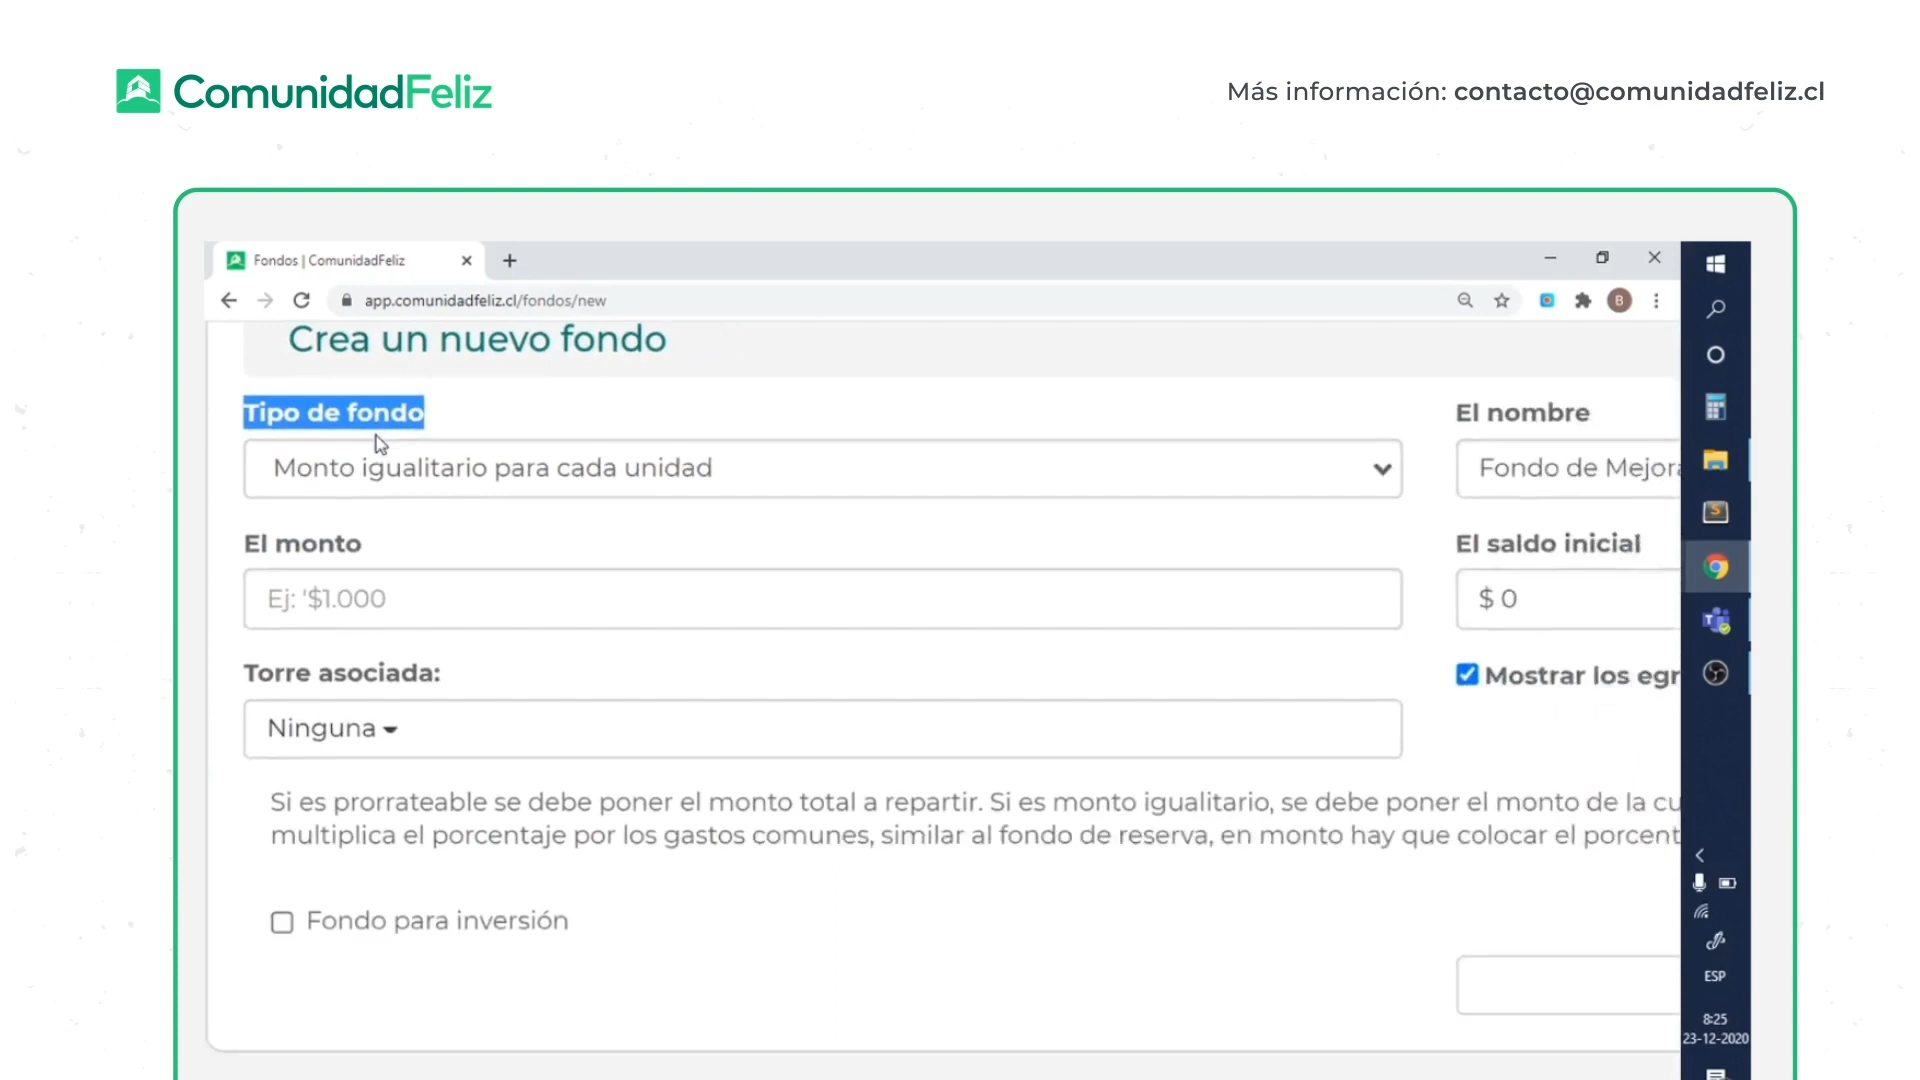 ComunidadFeliz
Más información: contacto@comunidadfeliz.cl
Fondos | ComunidadFeliz
app.comunidadfeliz.cl/fondos/new
B
Crea un nuevo fondo
Tipo de fondo
El nombre
Monto igualitario para cada unidad
Fondo de Mejora
El monto
El saldo inicial
Ej: '$1.000
$ 0
Torre asociada:
Mostrar los egr
Ninguna
Si es prorrateable se debe poner el monto total a repartir. Si es monto igualitario, se debe poner el monto de la cu
multiplica el porcentaje por los gastos comunes, similar al fondo de reserva, en monto hay que colocar el porcent
Fondo para inversión
ESP
8:25
23-12-2020